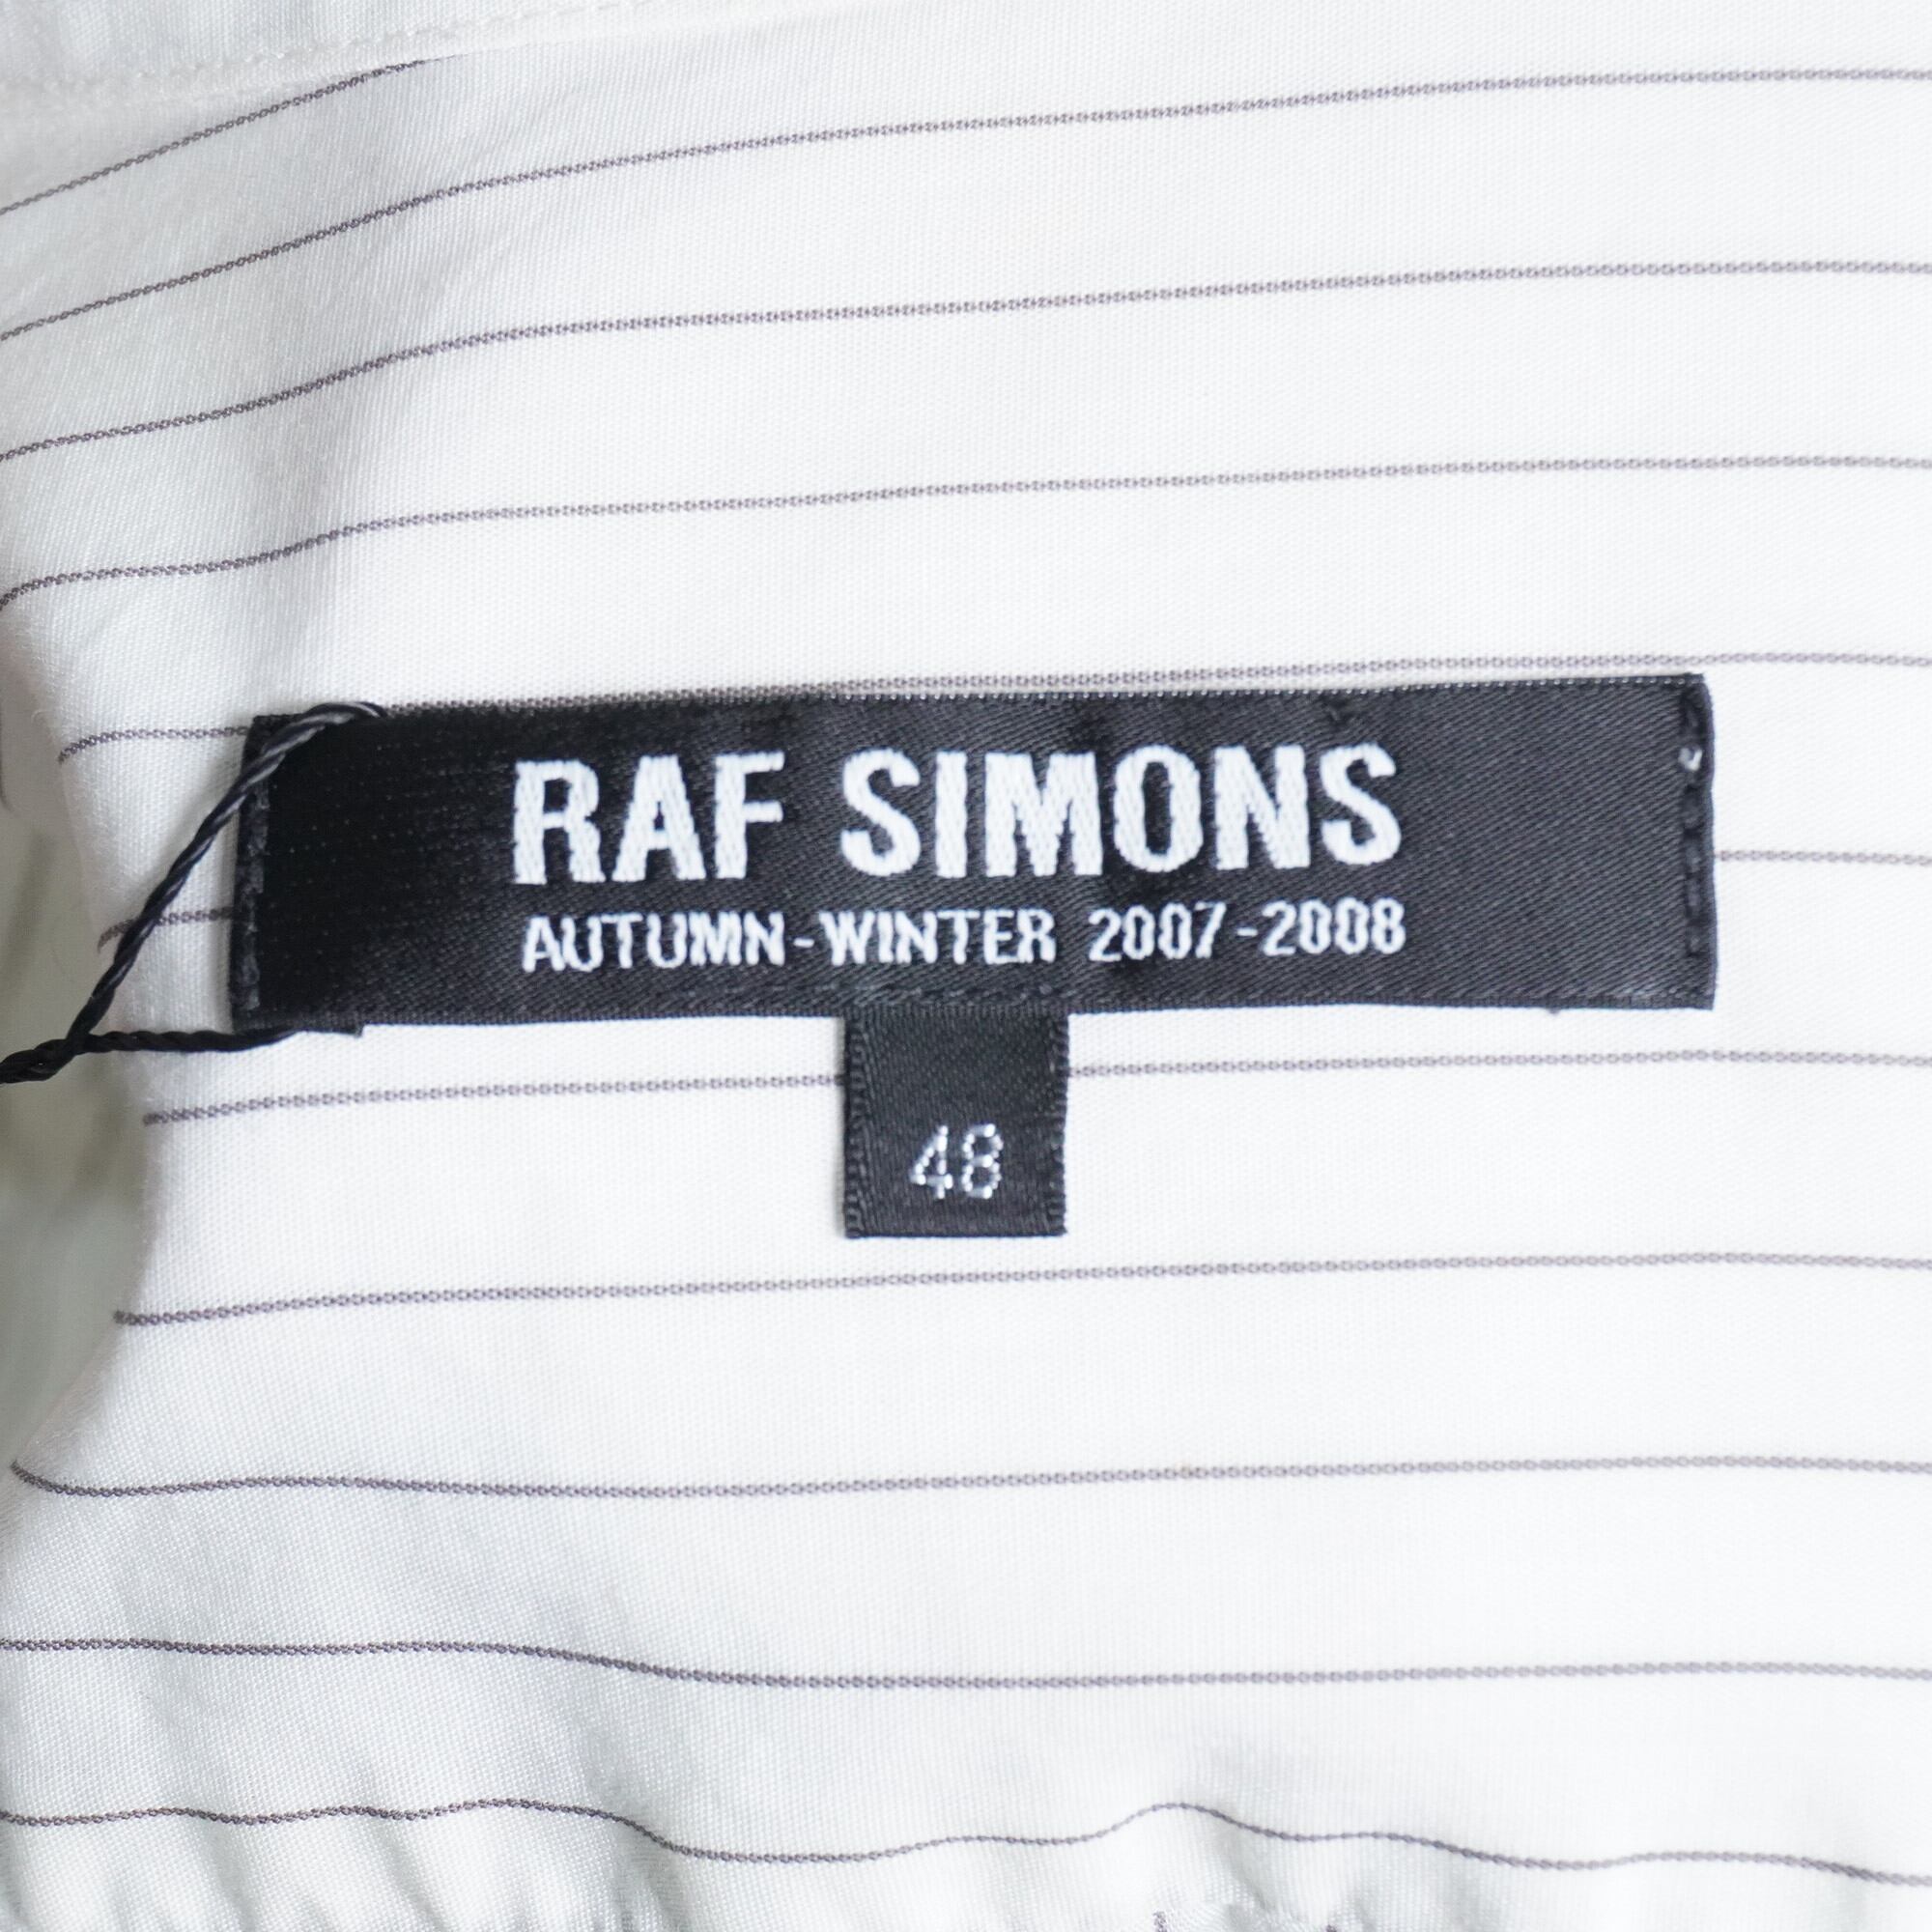 RAF SIMONS
AUTUMN-WINTER 2007-2008
48